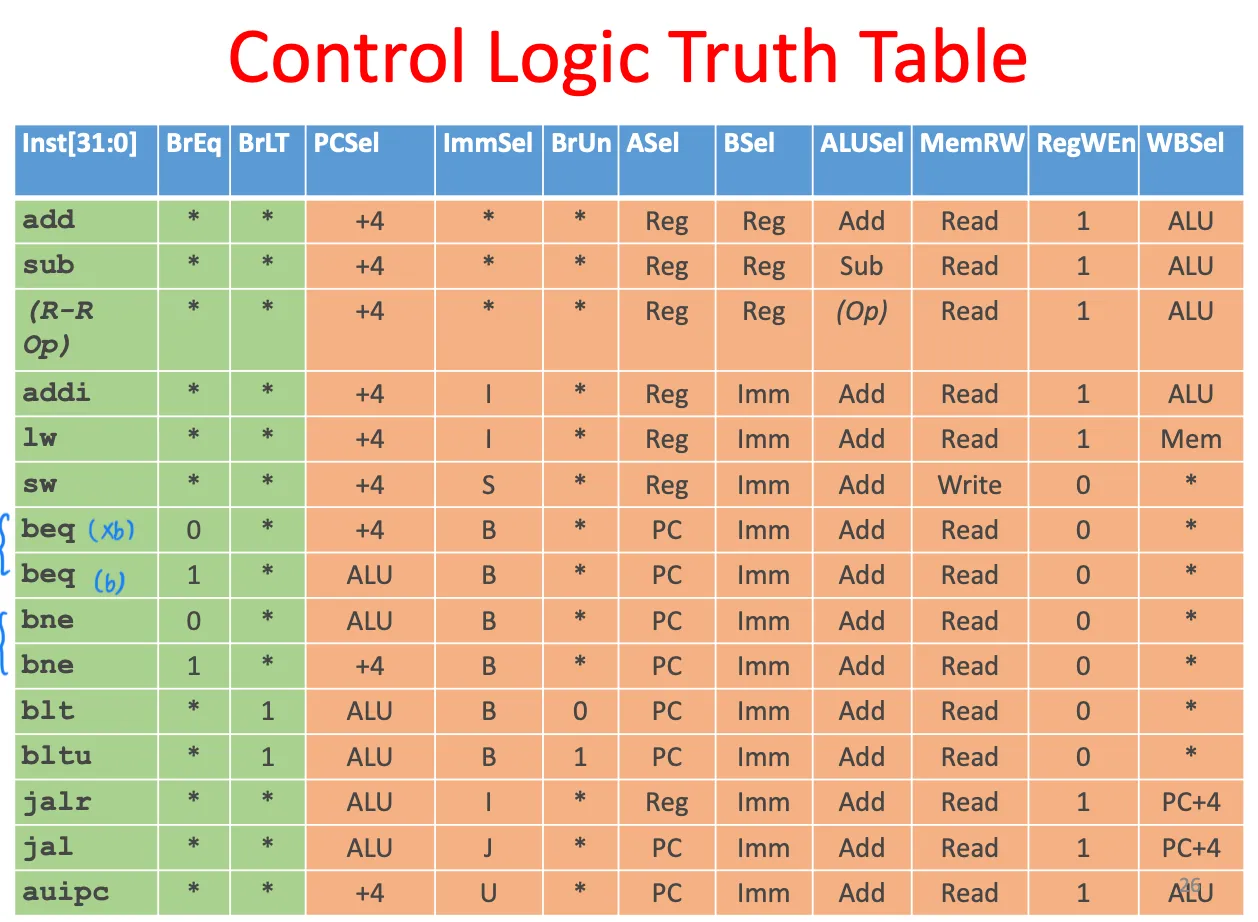 Control Logic Truth Table
Inst[31:0] BrEq BrLT PCSel ImmSel BrUn ASel BSel ALUSel MemRW RegWEn WBSel
add * * +4 * * Reg Reg Add Read 1 ALU
sub * * +4 * * Reg Reg Sub Read 1 ALU
(R-R * * +4 * * Reg Reg (Op) Read 1 ALU
Op)
addi * * +4 I * Reg Imm Add Read 1 ALU
lw * * +4 I * Reg Imm Add Read 1 Mem
sw * * +4 S * Reg Imm Add Write 0 *
beq (xb) 0 * +4 B * PC Imm Add Read 0 *
beq (b) 1 * ALU B * PC Imm Add Read 0 *
bne 0 * ALU B * PC Imm Add Read 0 *
bne 1 * +4 B * PC Imm Add Read 0 *
blt * 1 ALU B 0 PC Imm Add Read 0 *
bltu * 1 ALU B 1 PC Imm Add Read 0 *
jalr * * ALU I * Reg Imm Add Read 1 PC+4
jal * * ALU J * PC Imm Add Read 1 PC+4
auipc * * +4 U * PC Imm Add Read 1 ALU
26